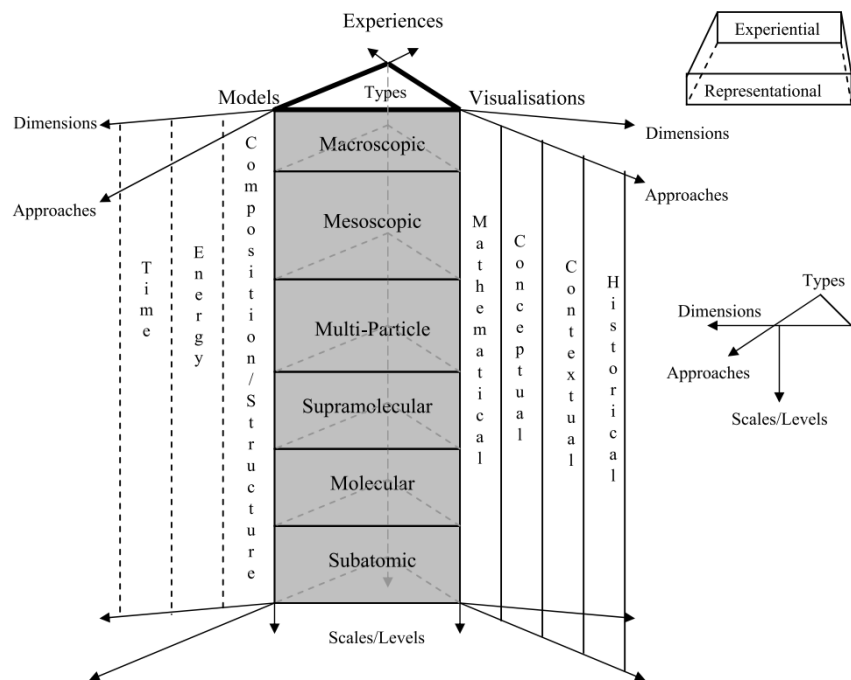 Experiences
Experiential
Representational
Models
Types
Visualisations
Dimensions
Dimensions
Approaches
Approaches
Macroscopic
Mesoscopic
Multi-Particle
Supramolecular
Molecular
Subatomic
Time
Energy
Composition/Structure
Mathematical
Conceptual
Contextual
Historical
Types
Dimensions
Approaches
Scales/Levels
Scales/Levels